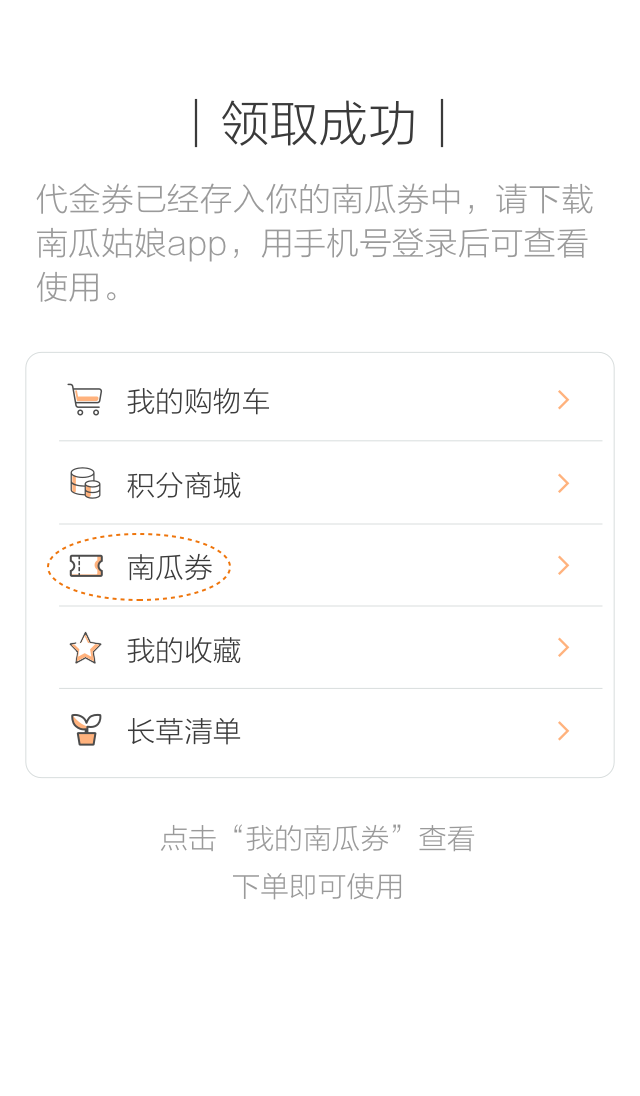 领取成功
代金券已经存入你的南瓜券中，请下载
南瓜姑娘app，用手机号登录后可查看
使用。
我的购物车
积分商城
南瓜券
我的收藏
长草清单
点击“我的南瓜券”查看
下单即可使用